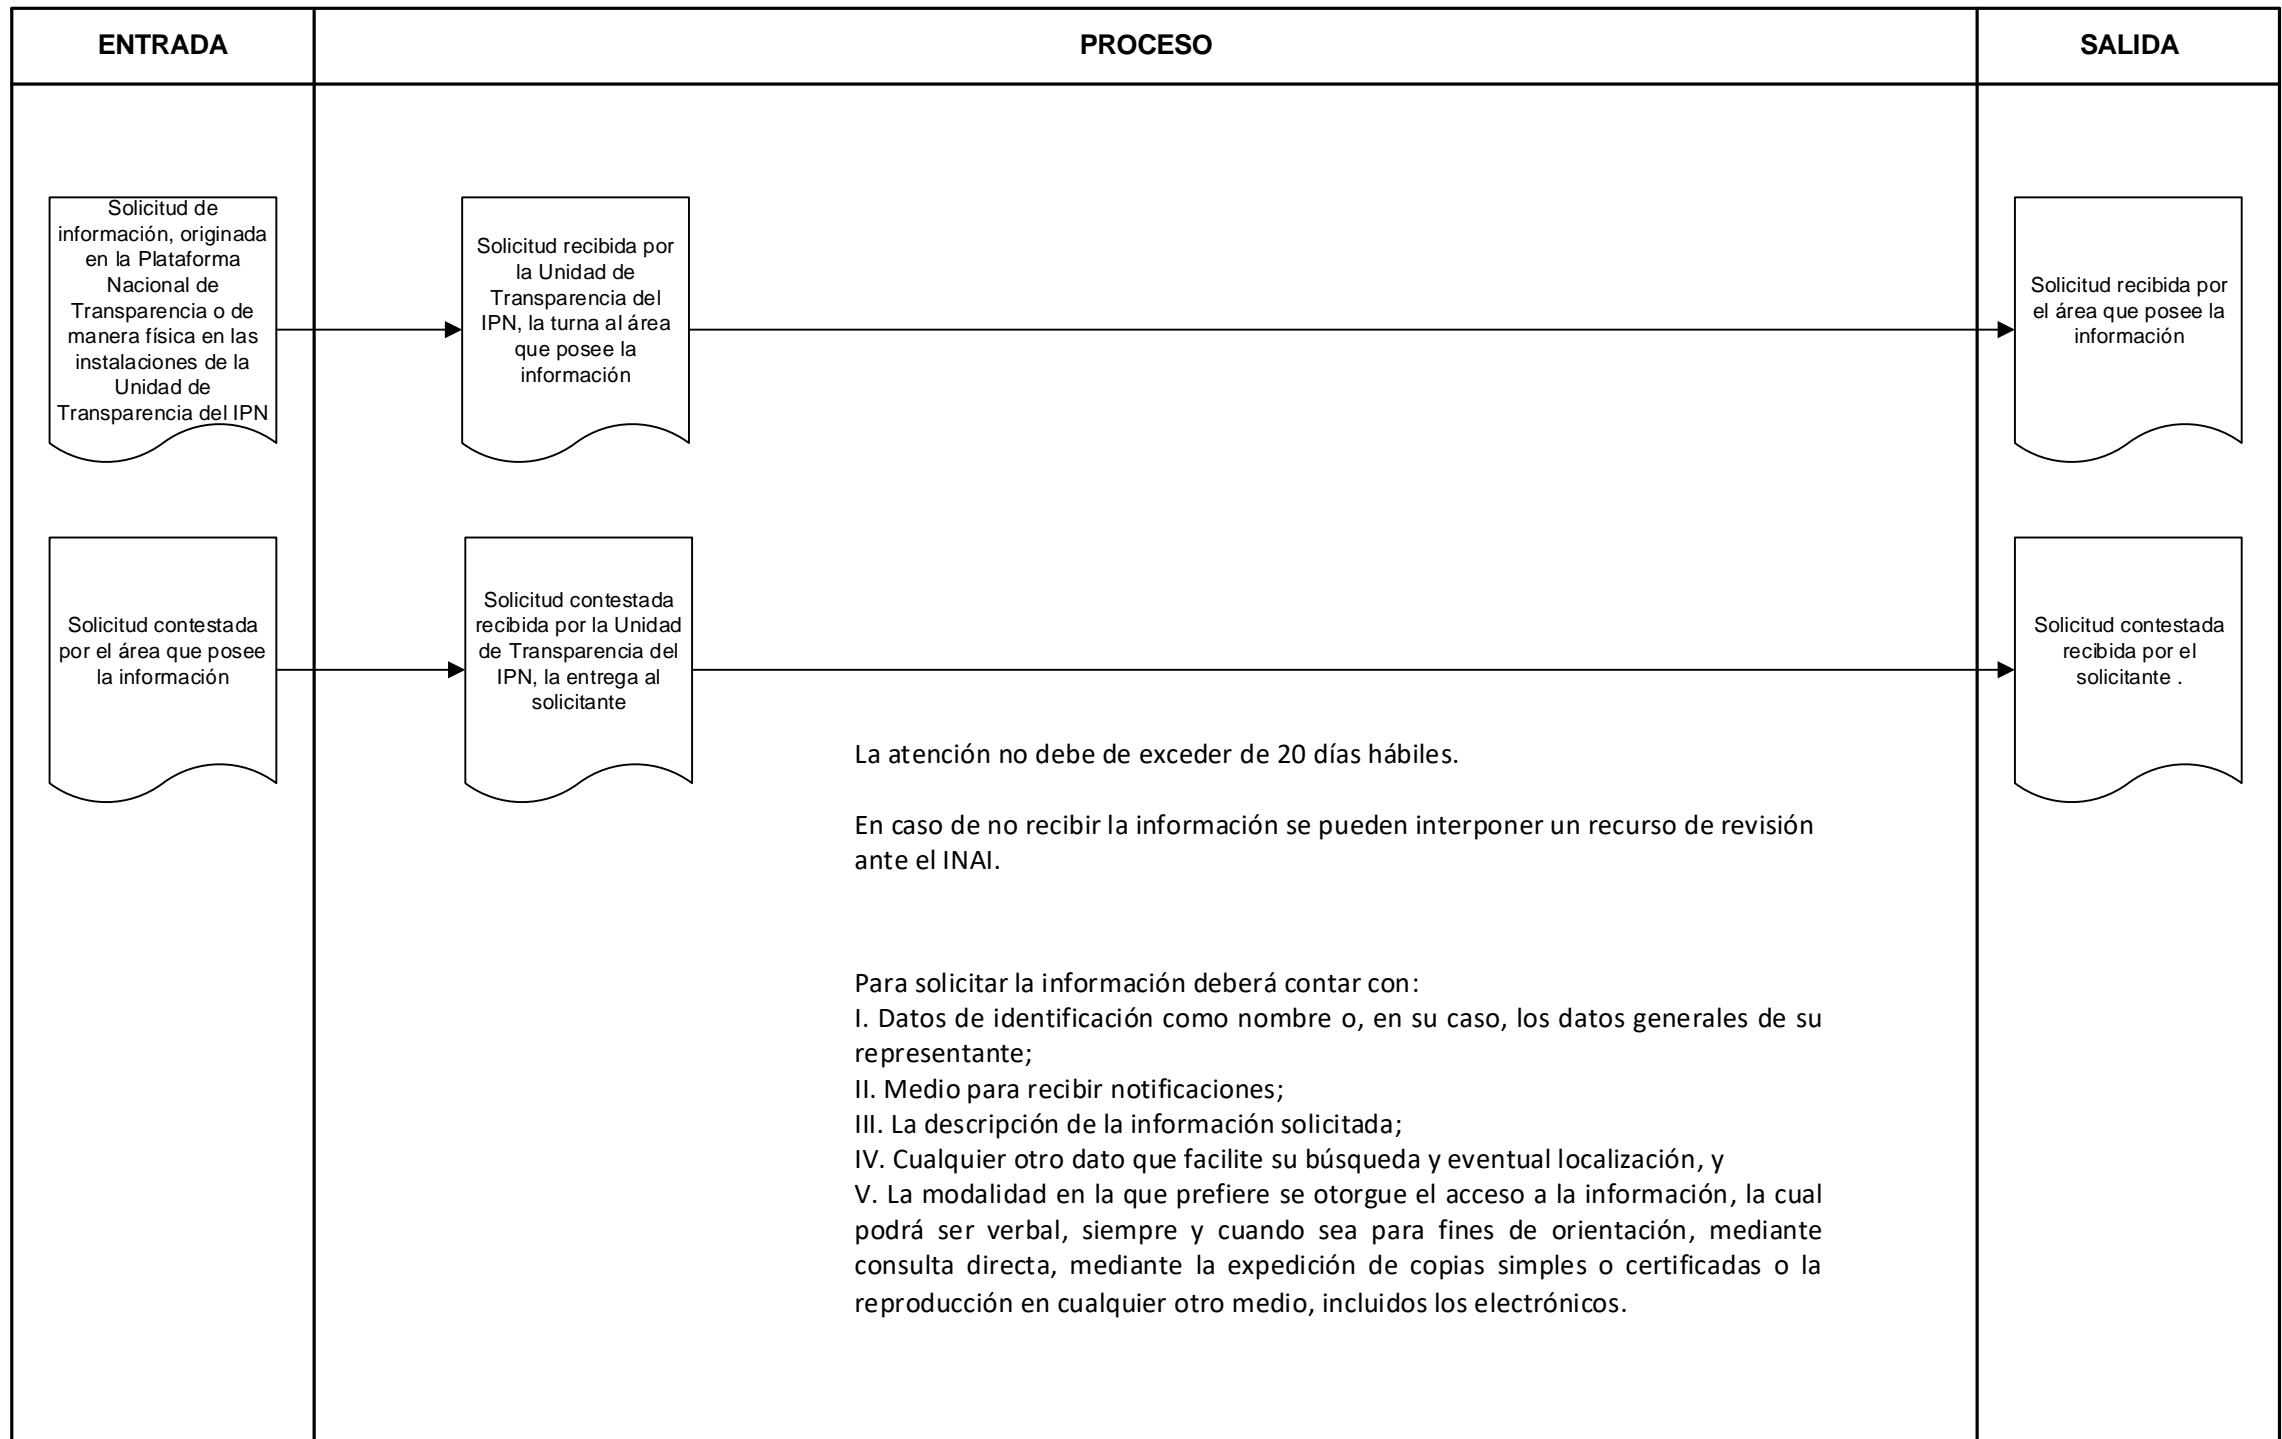 ENTRADA
PROCESO
SALIDA
Solicitud de
información, originada
en la Plataforma
Nacional de
Transparencia o de
manera física en las
instalaciones de la
Unidad de
Transparencia del IPN
Solicitud recibida por
la Unidad de
Transparencia del
IPN, la turna al área
que posee la
información
Solicitud recibida por
el área que posee la
información
Solicitud contestada
por el área que posee
la información
Solicitud contestada
recibida por la Unidad
de Transparencia del
IPN, la entrega al
solicitante
Solicitud contestada
recibida por el
solicitante .
La atención no debe de exceder de 20 días hábiles.
En caso de no recibir la información se pueden interponer un recurso de revisión
ante el INAI.
Para solicitar la información deberá contar con:
I. Datos de identificación como nombre o, en su caso, los datos generales de su
representante;
II. Medio para recibir notificaciones;
III. La descripción de la información solicitada;
IV. Cualquier otro dato que facilite su búsqueda y eventual localización, y
V. La modalidad en la que prefiere se otorgue el acceso a la información, la cual
podrá ser verbal, siempre y cuando sea para fines de orientación, mediante
consulta directa, mediante la expedición de copias simples o certificadas o la
reproducción en cualquier otro medio, incluidos los electrónicos.